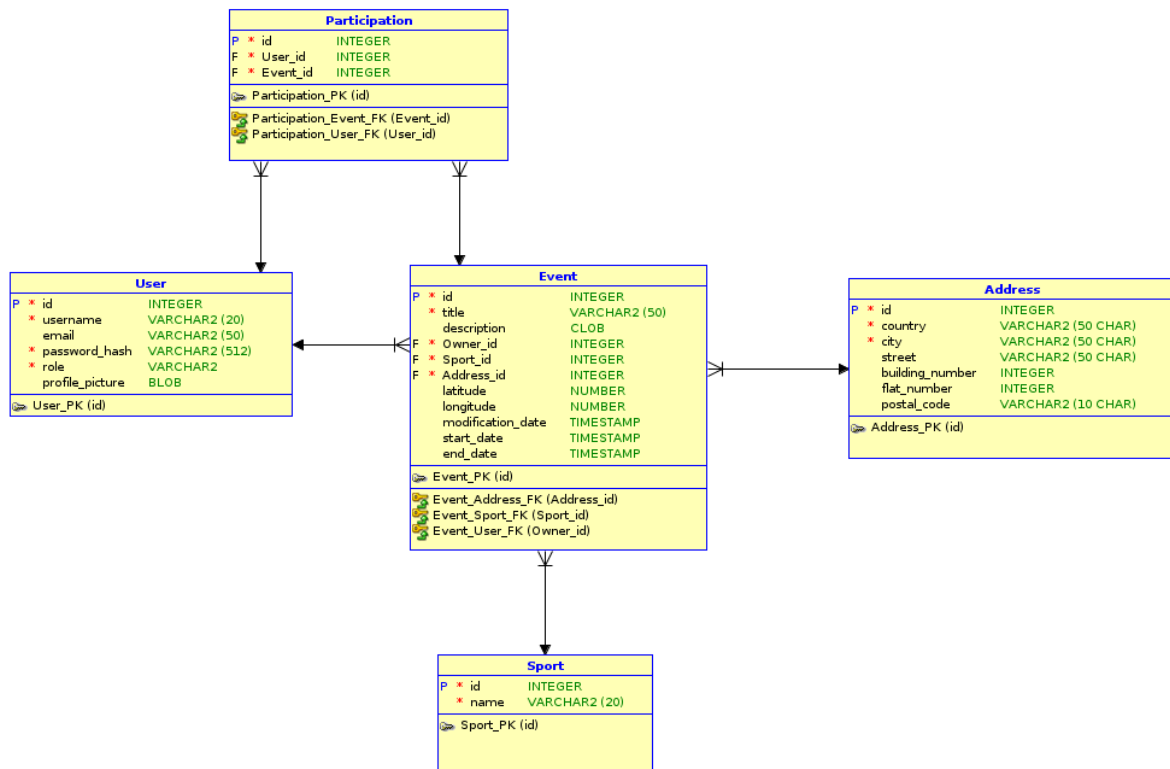 Participation
P * id INTEGER
F * User_id INTEGER
F * Event_id INTEGER
Participation_PK (id)
Participation_Event_FK (Event_id)
Participation_User_FK (User_id)
User
P * id INTEGER
* username VARCHAR2 (20)
email VARCHAR2 (50)
* password_hash VARCHAR2 (512)
* role VARCHAR2
profile_picture BLOB
User_PK (id)
Event
P * id INTEGER
* title VARCHAR2 (50)
description CLOB
F * Owner_id INTEGER
F * Sport_id INTEGER
F * Address_id INTEGER
latitude NUMBER
longitude NUMBER
modification_date TIMESTAMP
start_date TIMESTAMP
end_date TIMESTAMP
Event_PK (id)
Event_Address_FK (Address_id)
Event_Sport_FK (Sport_id)
Event_User_FK (Owner_id)
Address
P * id INTEGER
* country VARCHAR2 (50 CHAR)
* city VARCHAR2 (50 CHAR)
street VARCHAR2 (50 CHAR)
building_number INTEGER
flat_number INTEGER
postal_code VARCHAR2 (10 CHAR)
Address_PK (id)
Sport
P * id INTEGER
* name VARCHAR2 (20)
Sport_PK (id)